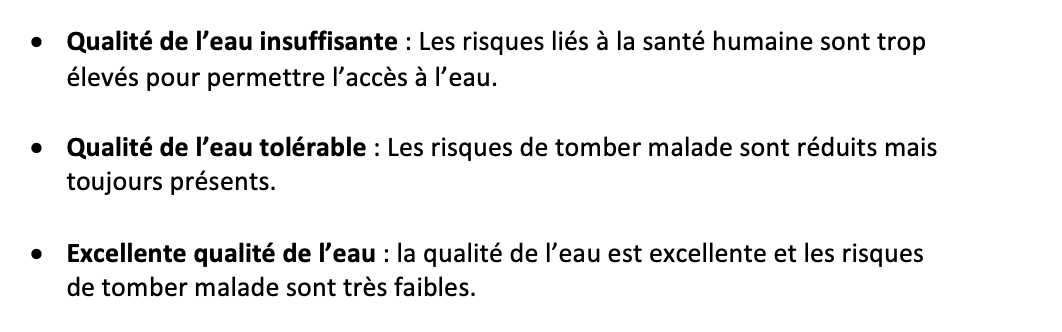 • Qualité de l’eau insuffisante : Les risques liés à la santé humaine sont trop
élevés pour permettre l’accès à l’eau.
• Qualité de l’eau tolérable : Les risques de tomber malade sont réduits mais
toujours présents.
• Excellente qualité de l’eau : la qualité de l’eau est excellente et les risques
de tomber malade sont très faibles.